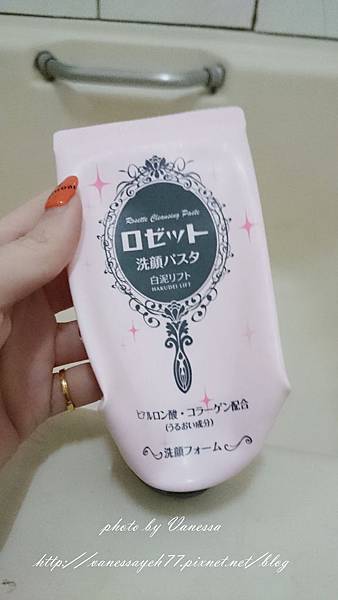 Rosette Cleansing Paste
ロゼット
洗顔パスタ
白泥リフト
HAKUDEI LIFT
ヒアルロン酸・コラーゲン配合
(うるおい成分)
洗顔フォーム
photo by Vanessa
http://vanessayeh77.pixnet.net/blog